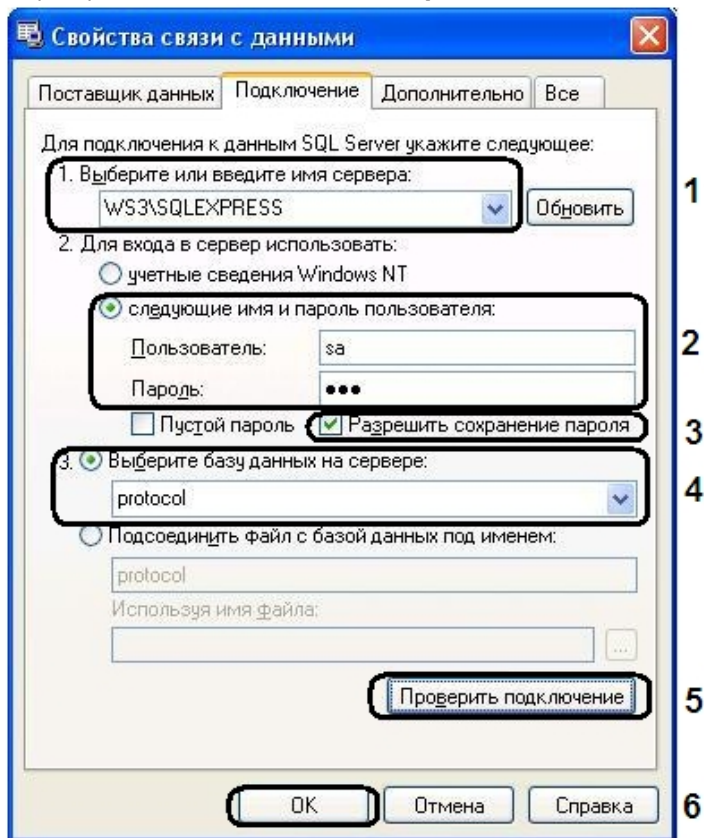 Свойства связи с данными
Поставщик данных Подключение Дополнительно Все
Для подключения к данным SQL Server укажите следующее:
1. Выберите или введите имя сервера:
1
WS3\SQLEXPRESS Обновить
2. Для входа в сервер использовать:
учетные сведения Windows NT
следующие имя и пароль пользователя:
Пользователь: sa
2
Пароль: •••
Пустой пароль Разрешить сохранение пароля
3
3. Выберите базу данных на сервере:
protocol
4
Подсоединить файл с базой данных под именем:
protocol
Используя имя файла:
...
Проверить подключение
5
OK Отмена Справка
6